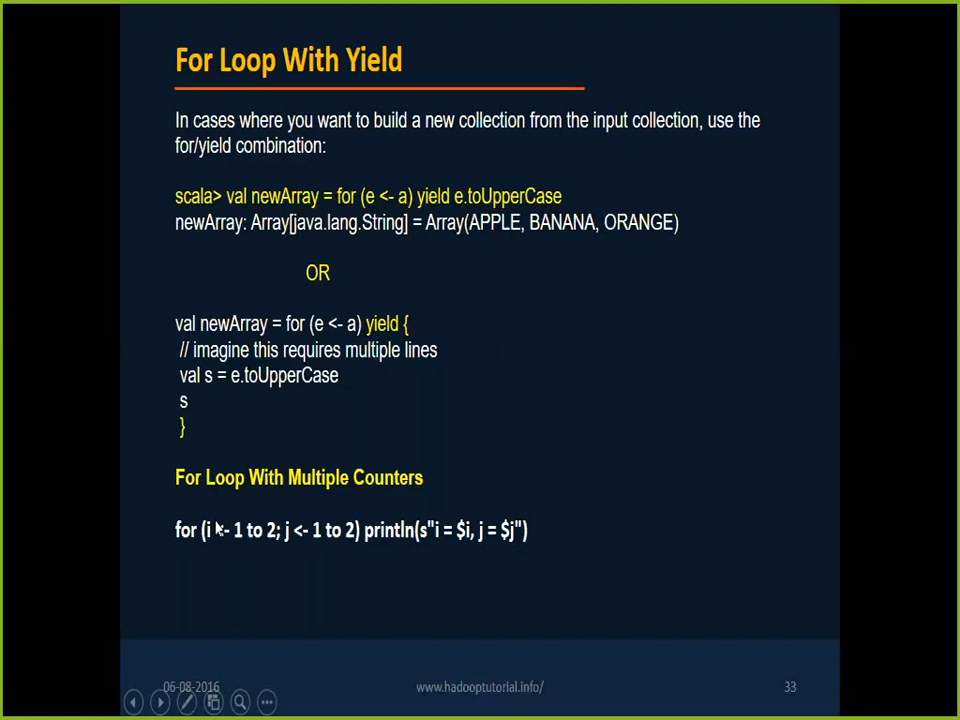 For Loop With Yield
In cases where you want to build a new collection from the input collection, use the
for/yield combination:
scala> val newArray = for (e <- a) yield e.toUpperCase
newArray: Array[java.lang.String] = Array(APPLE, BANANA, ORANGE)
OR
val newArray = for (e <- a) yield {
// imagine this requires multiple lines
val s = e.toUpperCase
s
}
For Loop With Multiple Counters
for (i <- 1 to 2; j <- 1 to 2) println(s"i = $i, j = $j")
06-08-2016
www.hadooptutorial.info/
33